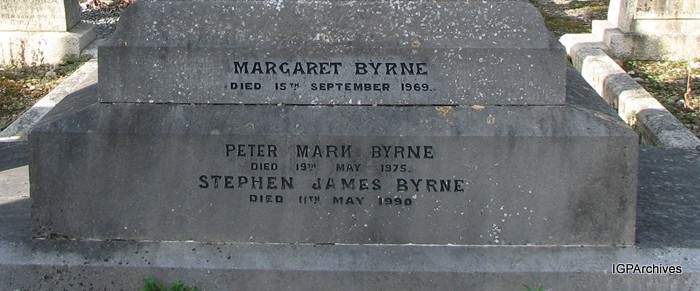 MARGARET BYRNE
DIED 15TH SEPTEMBER 1969.
PETER MARK BYRNE
DIED 19TH MAY 1975.
STEPHEN JAMES BYRNE
DIED 11TH MAY 1990
IGPArchives